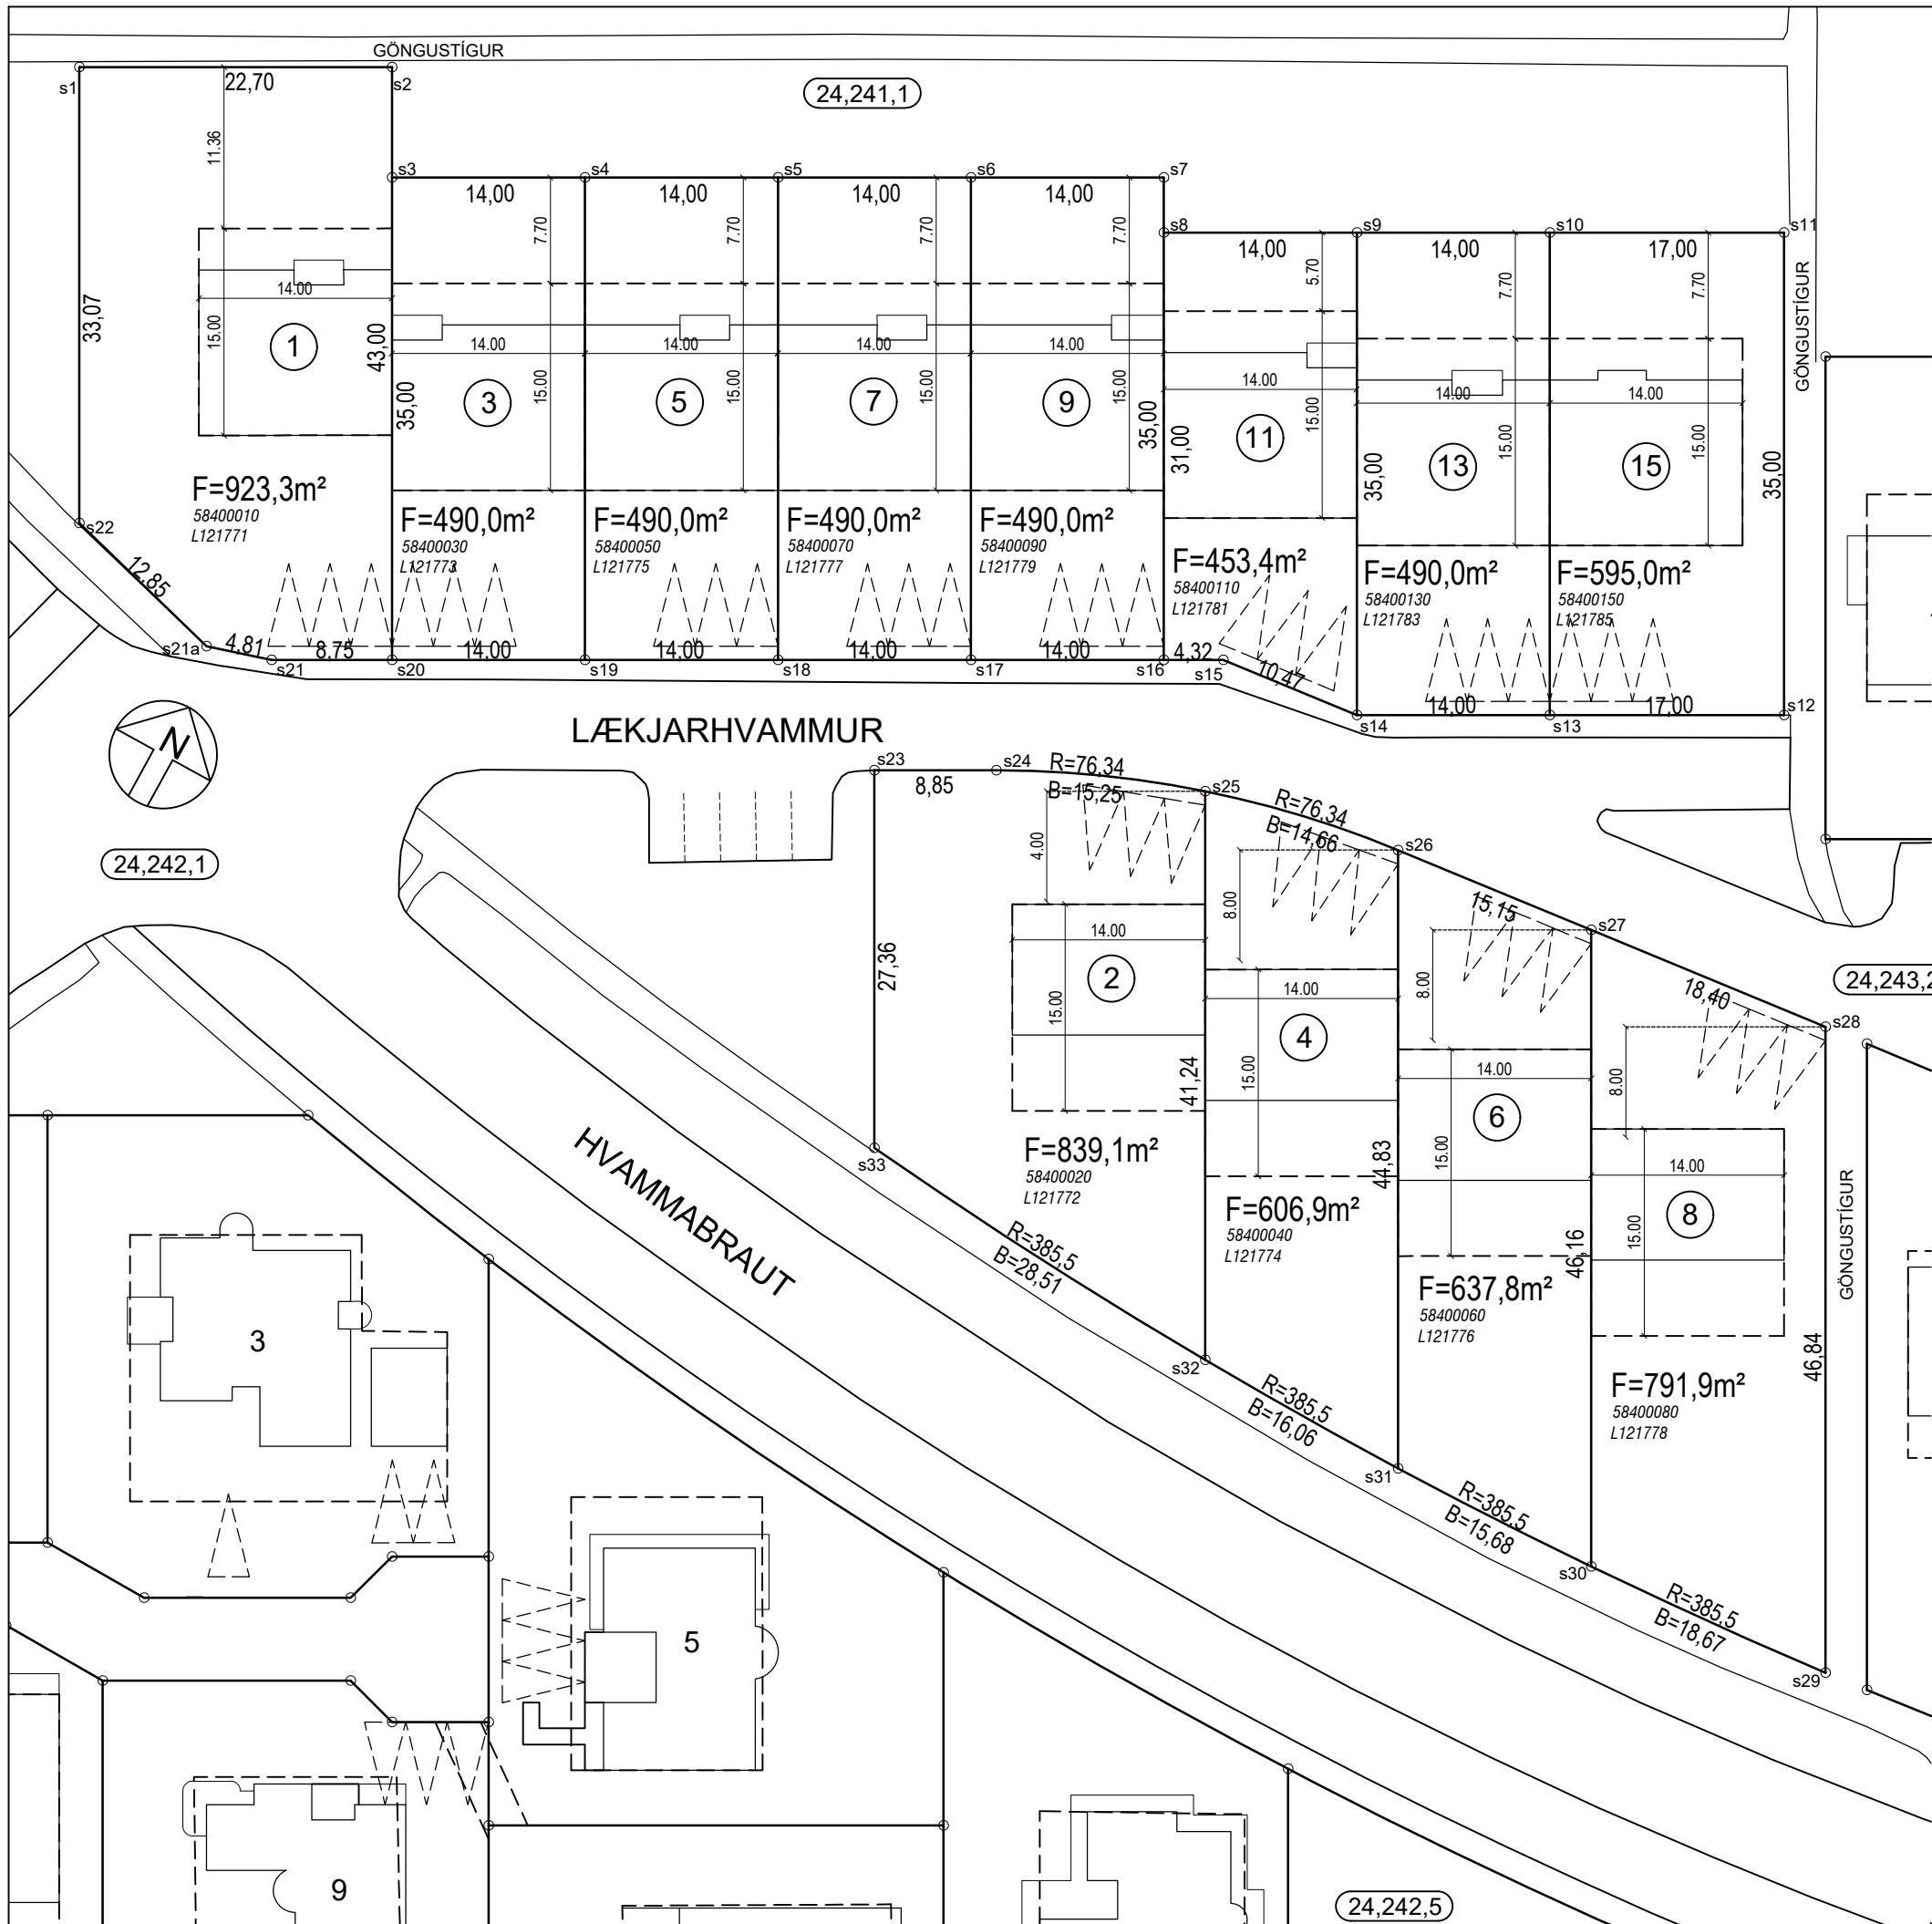 GÖNGUSTÍGUR
s1
22,70
s2
24,241,1
11.36
s3
s4
s5
s6
s7
14,00
14,00
14,00
14,00
7.70
7.70
7.70
7.70
s8
s9
s10
s11
14,00
14,00
17,00
5.70
7.70
7.70
GÖNGUSTÍGUR
14.00
15.00
33,07
1
43,00
14.00
14.00
14.00
14.00
14.00
14.00
14.00
35,00
3
15.00
5
15.00
7
15.00
9
15.00
35,00
31,00
11
15.00
35,00
13
15.00
15
15.00
35,00
F=923,3m²
58400010
L121771
F=490,0m²
58400030
L121773
F=490,0m²
58400050
L121775
F=490,0m²
58400070
L121777
F=490,0m²
58400090
L121779
F=453,4m²
58400110
L121781
F=490,0m²
58400130
L121783
F=595,0m²
58400150
L121785
s22
12,85
s21a
4,81
s21
8,75
s20
14,00
s19
14,00
s18
14,00
s17
14,00
s16
4,32
s15
10,47
s14
14,00
s13
17,00
s12
N
LÆKJARHVAMMUR
24,242,1
s23
8,85
s24
R=76,34
B=15,25
s25
R=76,34
B=14,66
s26
15,15
s27
18,40
s28
24,243,2
4.00
8.00
8.00
8.00
14.00
14.00
14.00
14.00
27,36
2
15.00
41,24
4
15.00
44,83
6
15.00
46,16
8
15.00
46,84
GÖNGUSTÍGUR
s33
F=839,1m²
58400020
L121772
F=606,9m²
58400040
L121774
F=637,8m²
58400060
L121776
F=791,9m²
58400080
L121778
HVAMMABRAUT
R=385,5
B=28,51
s32
R=385,5
B=16,06
s31
R=385,5
B=15,68
s30
R=385,5
B=18,67
s29
3
5
9
24,242,5